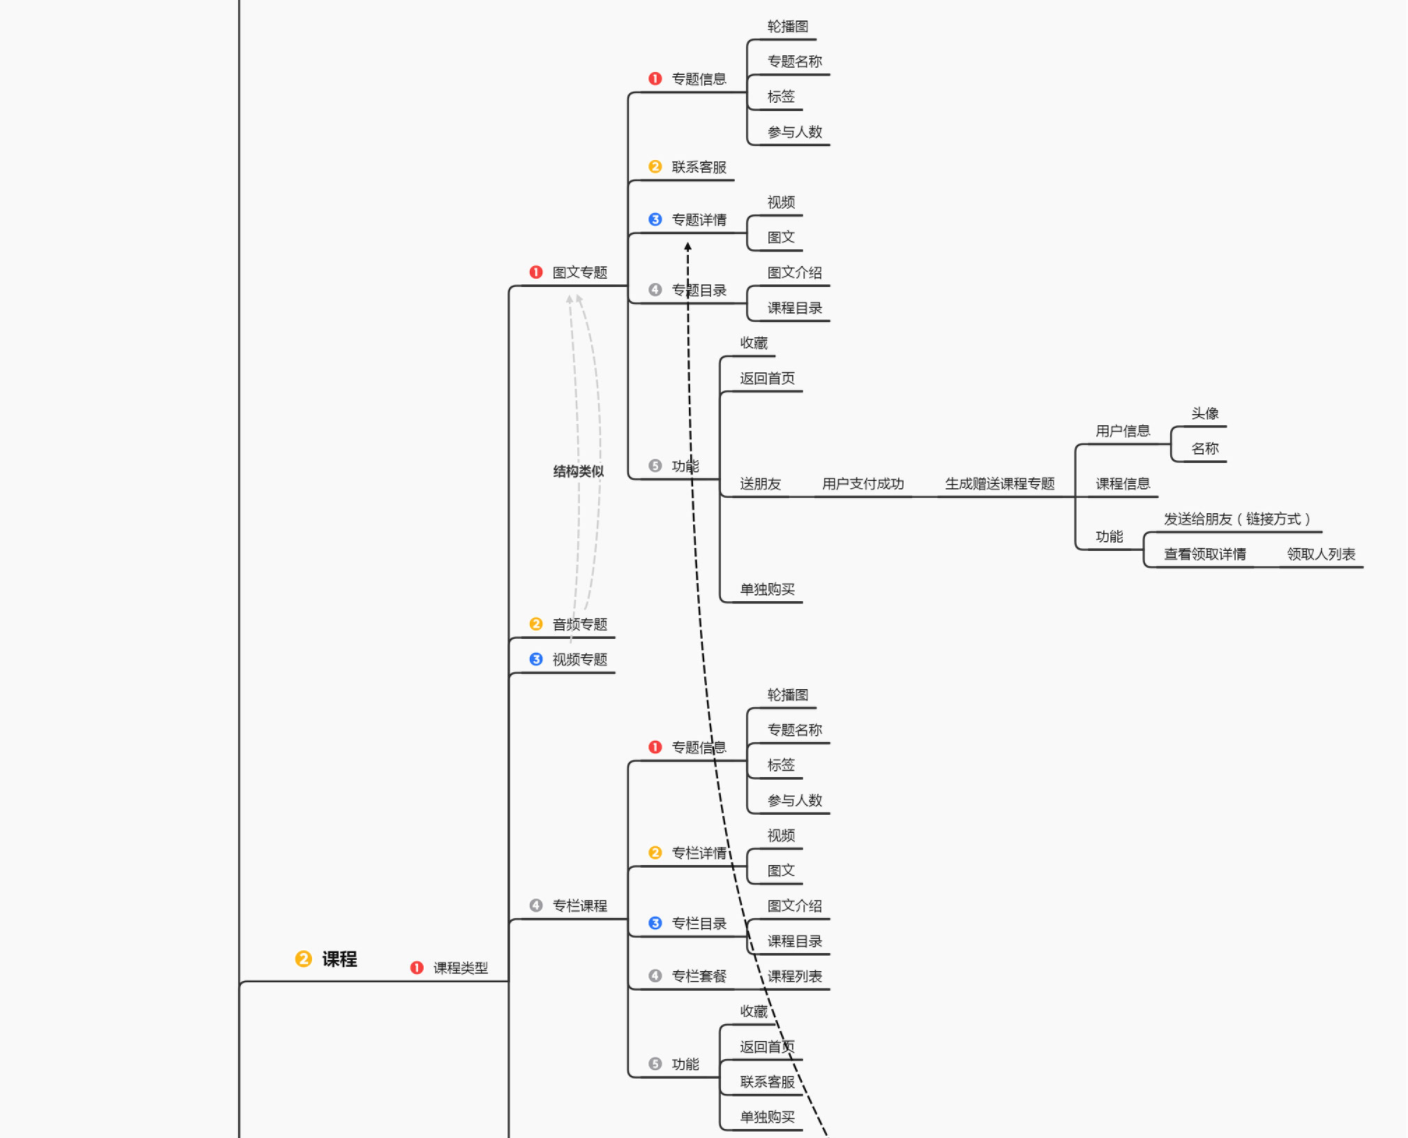 轮播图
专题名称
1 专题信息
标签
参与人数
2 联系客服
视频
3 专题详情
图文
1 图文专题
图文介绍
4 专题目录
课程目录
收藏
返回首页
头像
用户信息
名称
5 功能
结构类似
送朋友 用户支付成功 生成赠送课程专题 课程信息
发送给朋友（链接方式）
功能
查看领取详情 领取人列表
单独购买
2 音频专题
3 视频专题
轮播图
专题名称
1 专题信息
标签
参与人数
视频
2 专栏详情
图文
4 专栏课程
图文介绍
3 专栏目录
课程目录
2 课程
1 课程类型
4 专栏套餐 课程列表
收藏
返回首页
5 功能
联系客服
单独购买